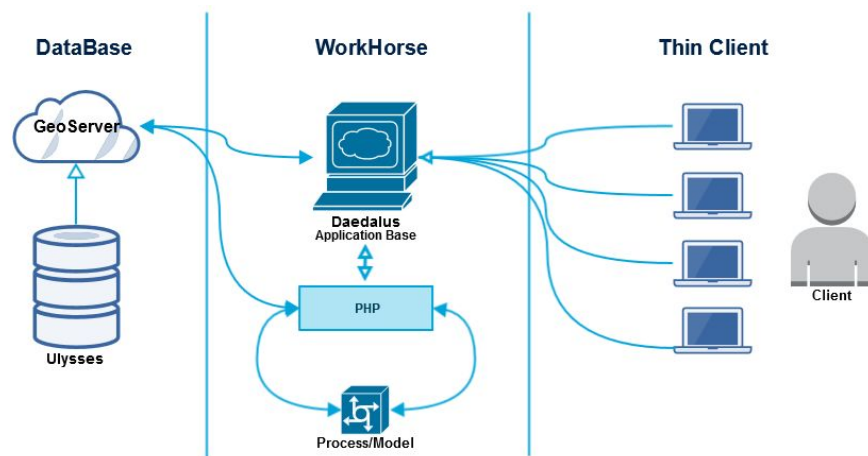 DataBase
WorkHorse
Thin Client
GeoServer
Daedalus
Application Base
PHP
Client
Ulysses
Process/Model